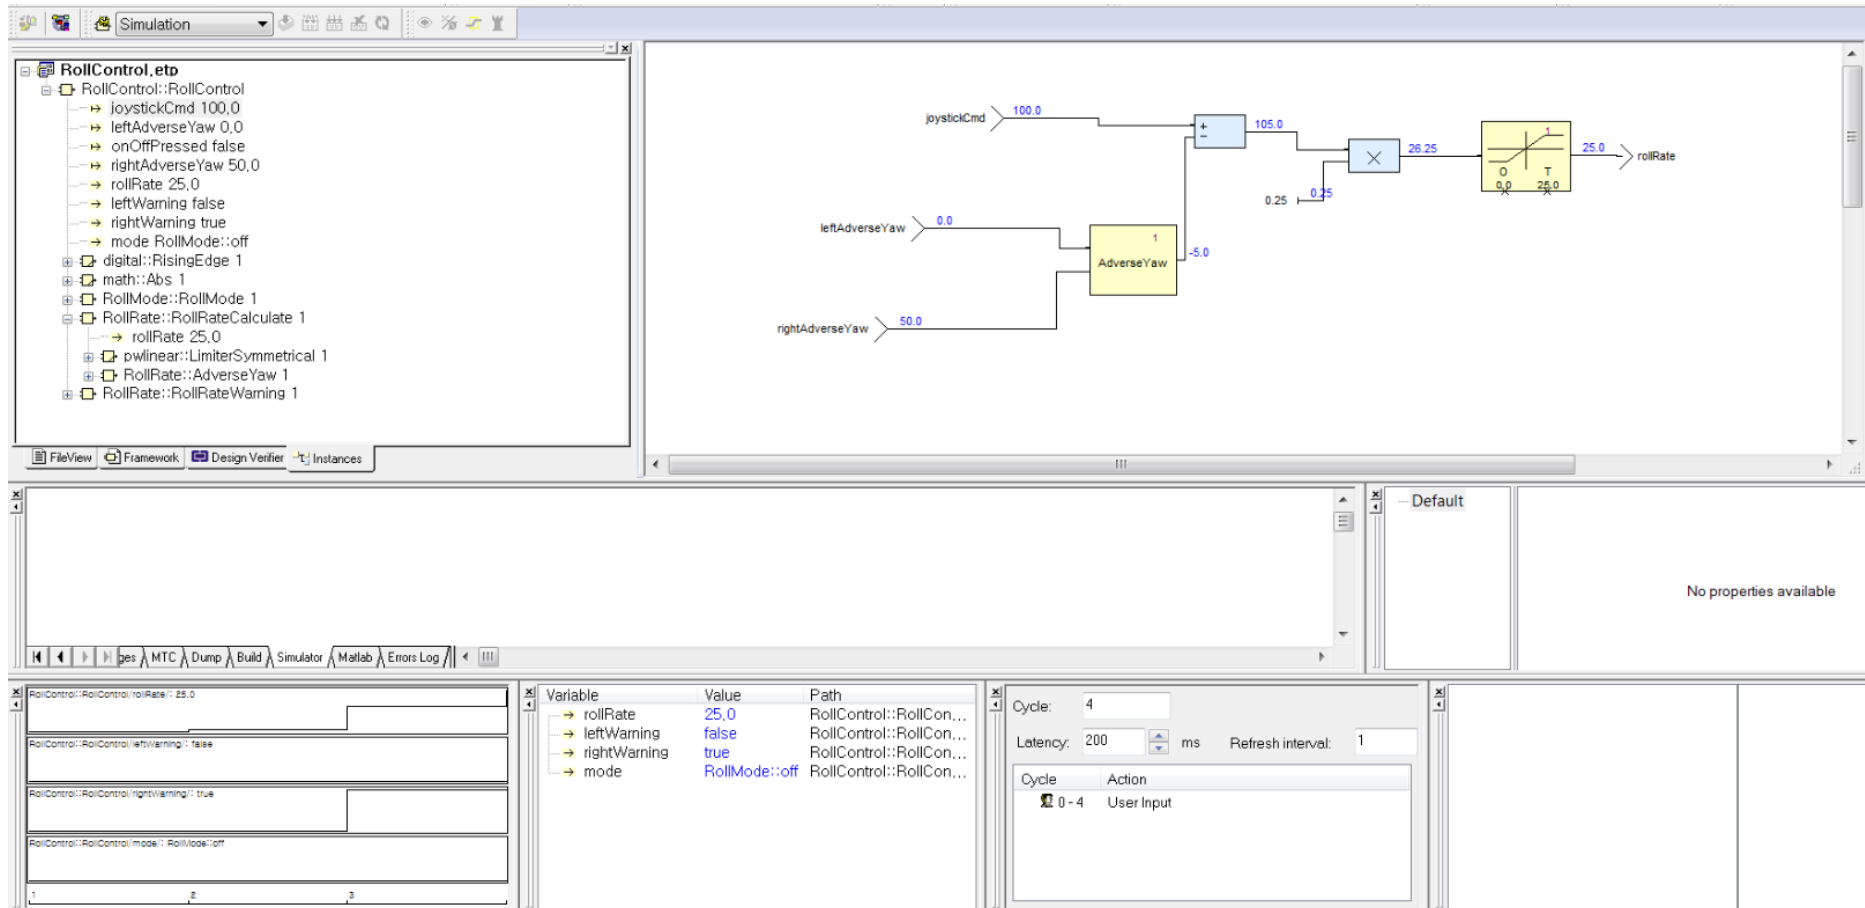 Simulation
RollControl,etp
RollControl::RollControl
joystickCmd 100,0
leftAdverseYaw 0,0
onOffPressed false
rightAdverseYaw 50,0
rollRate 25,0
leftWarning false
rightWarning true
mode RollMode::off
digital::RisingEdge 1
math::Abs 1
RollMode::RollMode 1
RollRate::RollRateCalculate 1
rollRate 25,0
pwlinear::LimiterSymmetrical 1
RollRate::AdverseYaw 1
RollRate::RollRateWarning 1
FileView Framework Design Verifier Instances
joystickCmd 100.0
+
−
105.0
×
26.25
1
O T
0.0 25.0
25.0 rollRate
0.25 0.25
leftAdverseYaw 0.0
1
AdverseYaw
-5.0
rightAdverseYaw 50.0
Default
No properties available
ges MTC Dump Build Simulator Matlab Errors Log
RollControl::RollControl/rollRate/: 25.0
RollControl::RollControl/leftWarning/: false
RollControl::RollControl/rightWarning/: true
RollControl::RollControl/mode/: RollMode::off
1 2 3
Variable Value Path
rollRate 25,0 RollControl::RollCon...
leftWarning false RollControl::RollCon...
rightWarning true RollControl::RollCon...
mode RollMode::off RollControl::RollCon...
Cycle: 4
Latency: 200 ms Refresh interval: 1
Cycle Action
0 - 4 User Input